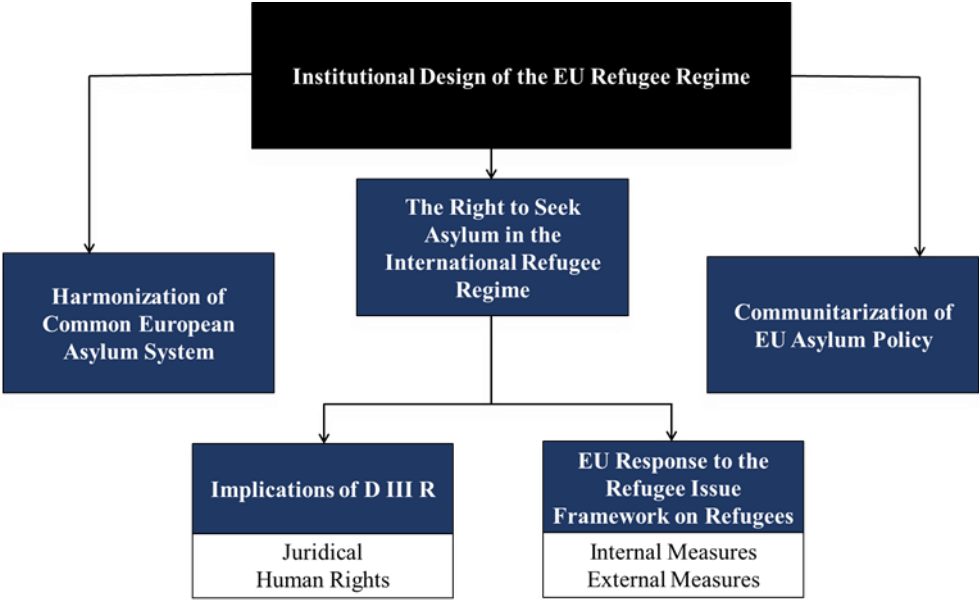 Institutional Design of the EU Refugee Regime
The Right to Seek
Asylum in the
International Refugee
Regime
Harmonization of
Common European
Asylum System
Communitarization of
EU Asylum Policy
Implications of D III R
Juridical
Human Rights
EU Response to the
Refugee Issue
Framework on Refugees
Internal Measures
External Measures